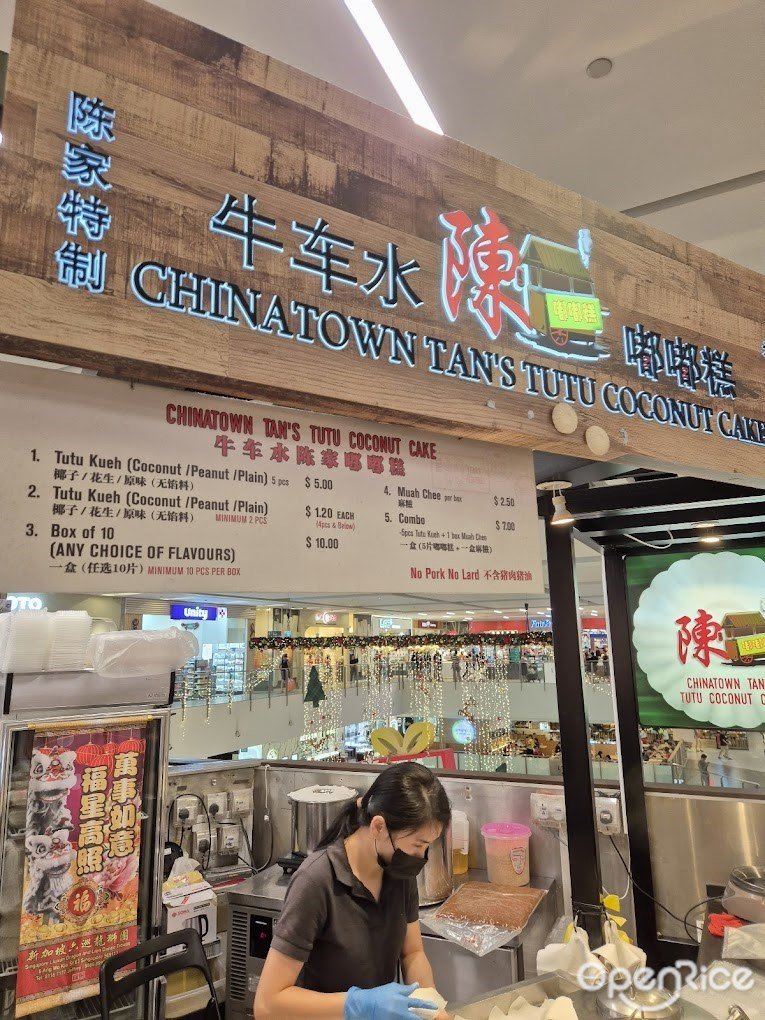 陈家特制
牛车水 陳 嘟嘟糕
嘟嘟糕
CHINATOWN TAN'S TUTU COCONUT CAKE
CHINATOWN TAN'S TUTU COCONUT CAKE
牛车水陈家嘟嘟糕
1. Tutu Kueh (Coconut /Peanut /Plain) 5 pcs $ 5.00
椰子 / 花生 / 原味 (无馅料)
2. Tutu Kueh (Coconut /Peanut /Plain) $ 1.20 EACH
椰子 / 花生 / 原味 (无馅料) MINIMUM 2 PCS (4pcs & Below)
3. Box of 10 $ 10.00
(ANY CHOICE OF FLAVOURS)
一盒 (任选10片) MINIMUM 10 PCS PER BOX
4. Muah Chee per box $ 2.50
麻糍
5. Combo $ 7.00
-5pcs Tutu Kueh + 1 box Muah Chee
一盒 (5片嘟嘟糕 + 一盒麻糍)
No Pork No Lard 不含猪肉猪油
unity
陳
CHINATOWN TAN
TUTU COCONUT C
萬事如意
福星高照
福
OpenRice